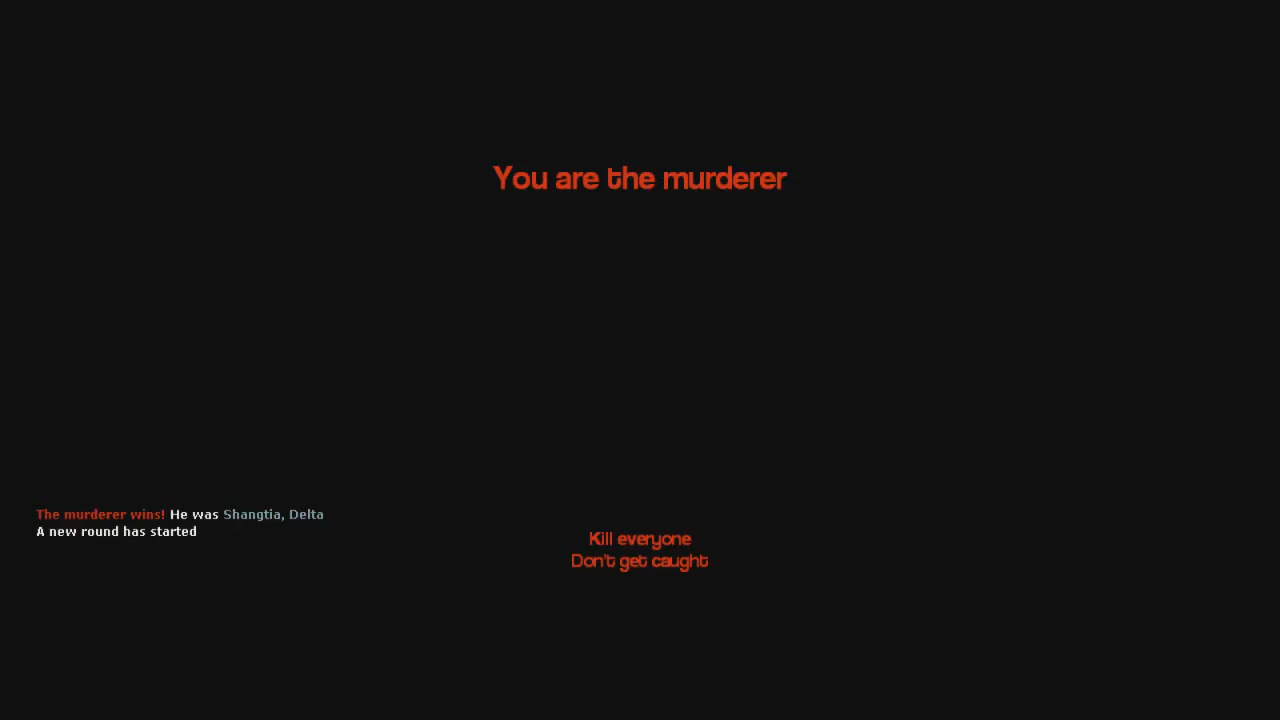 You are the murderer
The murderer wins! He was Shangtia, Delta
A new round has started
Kill everyone
Don't get caught